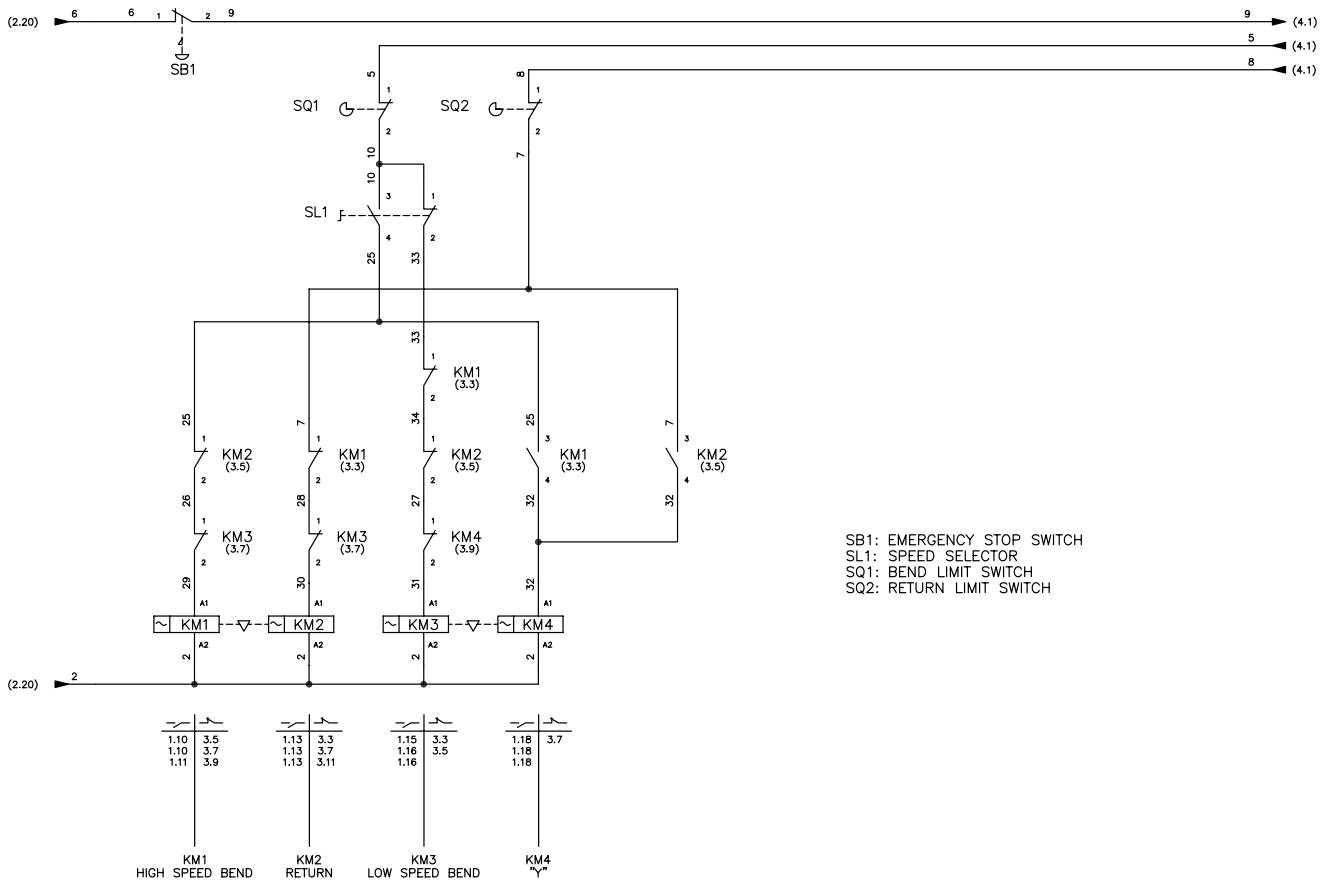 (2.20) 6 6 1 2 9 9 (4.1)
SB1
5 (4.1)
8 (4.1)
5 8
SQ1 1 2
SQ2 1 2
10 7
10
SL1 3 4 1 2
25 33
33
1
KM1
(3.3)
2
25 7 34 25 7
1 KM2 (3.5) 2
1 KM1 (3.3) 2
1 KM2 (3.5) 2
3 KM1 (3.3) 4
3 KM2 (3.5) 4
26 28 27 32 32
1 KM3 (3.7) 2
1 KM3 (3.7) 2
1 KM4 (3.9) 2
SB1: EMERGENCY STOP SWITCH
SL1: SPEED SELECTOR
SQ1: BEND LIMIT SWITCH
SQ2: RETURN LIMIT SWITCH
29 30 31 32
A1 A1 A1 A1
~ KM1 ~ KM2 ~ KM3 ~ KM4
A2 A2 A2 A2
2 2 2 2
(2.20) 2
1.10 3.5 1.13 3.3 1.15 3.3 1.18 3.7
1.10 3.7 1.13 3.7 1.16 3.5 1.18
1.11 3.9 1.13 3.11 1.16 1.18
KM1 KM2 KM3 KM4
HIGH SPEED BEND RETURN LOW SPEED BEND "Y"